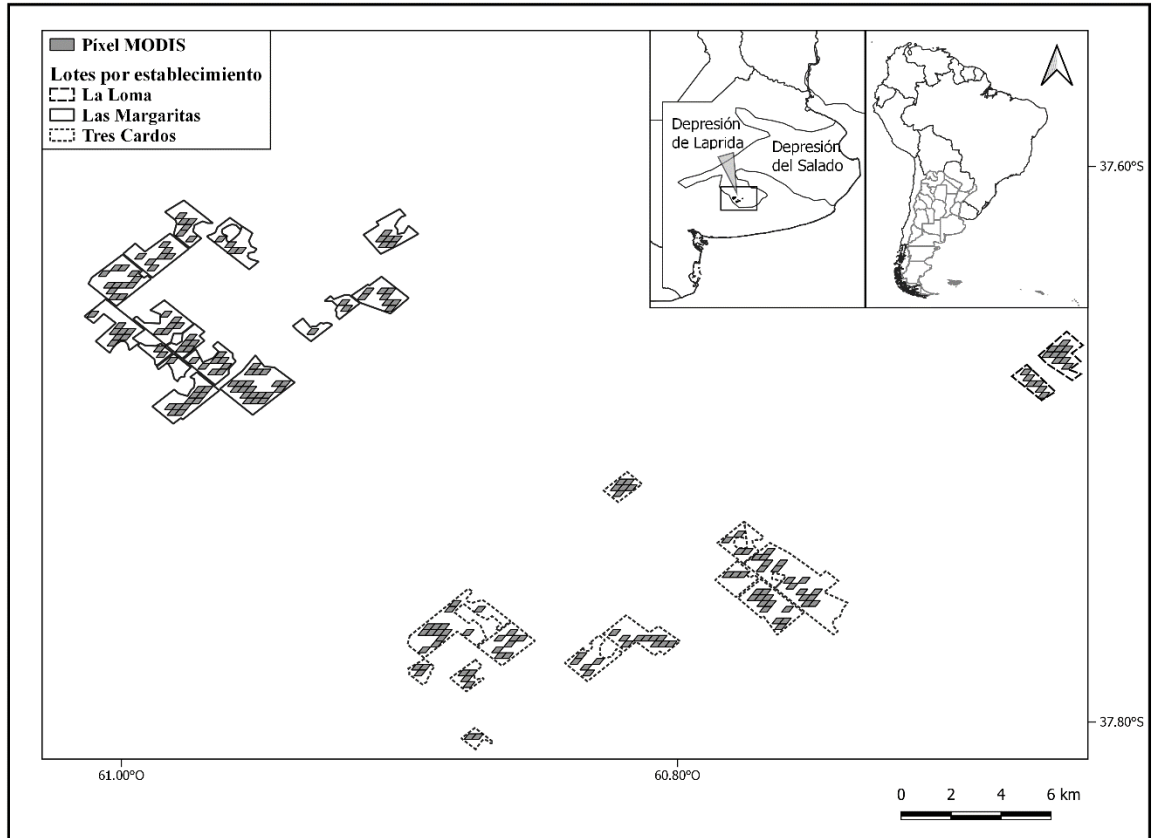 Píxel MODIS
Lotes por establecimiento
La Loma
Las Margaritas
Tres Cardos
Depresión
de Laprida
Depresión
del Salado
37.60°S
37.80°S
61.00°O
60.80°O
0 2 4 6 km